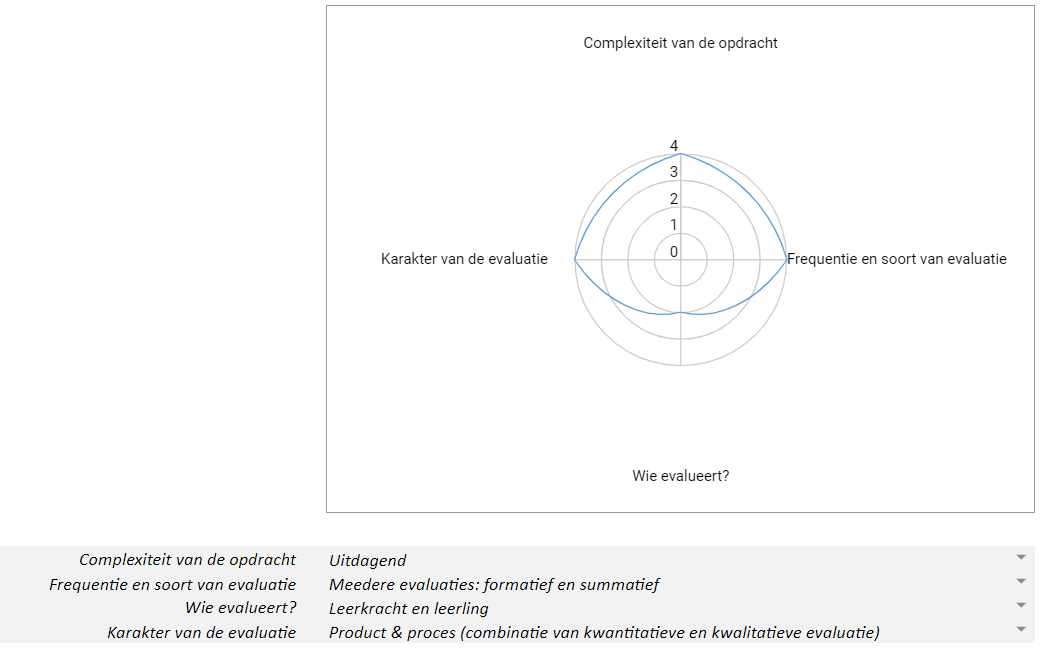 Complexiteit van de opdracht
4
3
2
1
0
Karakter van de evaluatie
Frequentie en soort van evaluatie
Wie evalueert?
Complexiteit van de opdracht Uitdagend
Frequentie en soort van evaluatie Meedere evaluaties: formatief en summatief
Wie evalueert? Leerkracht en leerling
Karakter van de evaluatie Product & proces (combinatie van kwantitatieve en kwalitatieve evaluatie)